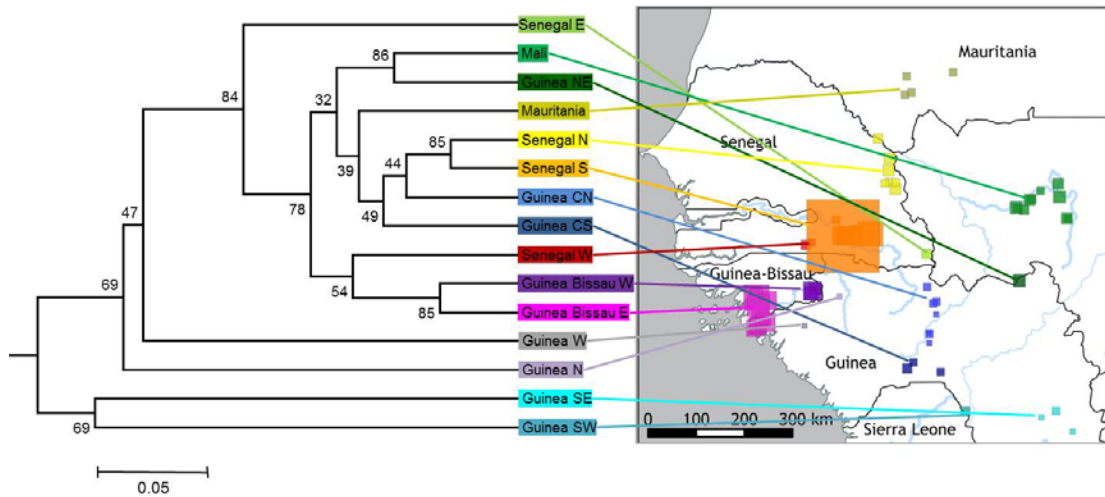 Senegal E
Mali
Guinea NE
Mauritania
Senegal N
Senegal S
Guinea CN
Guinea CS
Senegal W
Guinea Bissau W
Guinea Bissau E
Guinea W
Guinea N
Guinea SE
Guinea SW
86
84
32
85
44
39
49
78
47
54
85
69
69
0.05
Mauritania
Senegal
Guinea-Bissau
Guinea
Sierra Leone
0 100 200 300 km